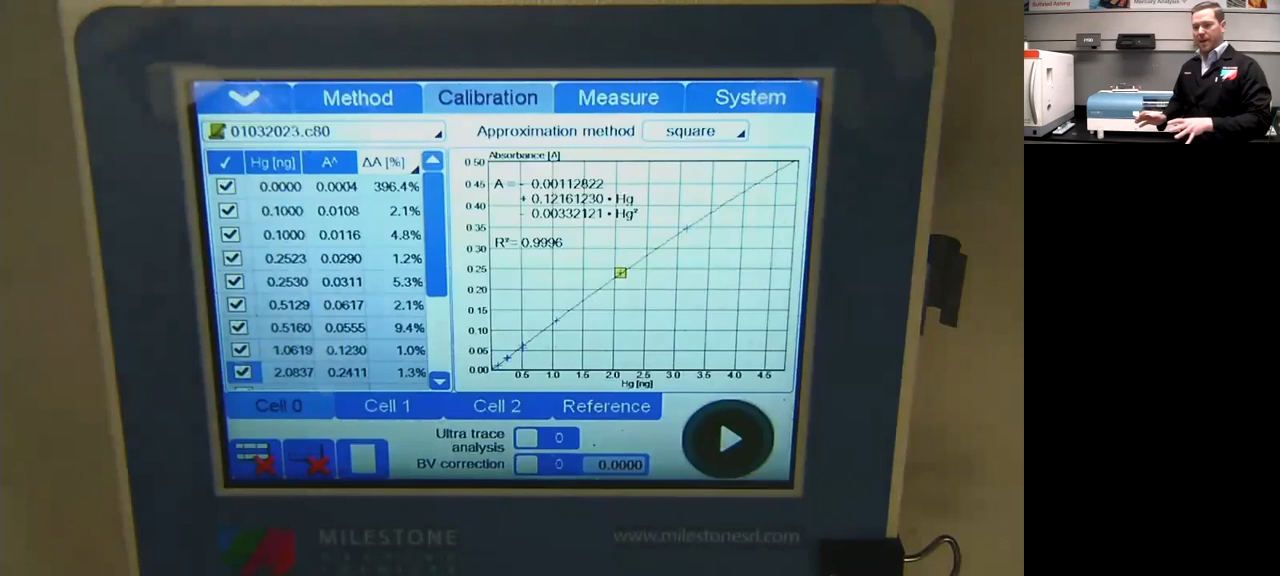 Method Calibration Measure System
01032023.c80 Approximation method square
Hg [ng] A^ ΔA [%]
0.0000 0.0004 396.4%
0.1000 0.0108 2.1%
0.1000 0.0116 4.8%
0.2523 0.0290 1.2%
0.2530 0.0311 5.3%
0.5129 0.0617 2.1%
0.5160 0.0555 9.4%
1.0619 0.1230 1.0%
2.0837 0.2411 1.3%
Absorbance [A]
0.50
0.45
0.40
0.35
0.30
0.25
0.20
0.15
0.10
0.05
0.00
A = - 0.00112822
+ 0.12161230 • Hg
- 0.00332121 • Hg²
R² = 0.9996
0.5 1.0 1.5 2.0 2.5 3.0 3.5 4.0 4.5
Hg [ng]
Cell 0 Cell 1 Cell 2 Reference
Ultra trace
analysis 0
BV correction 0 0.0000
MILESTONE
www.milestonesrl.com
Mercury Analysis
MILESTONE